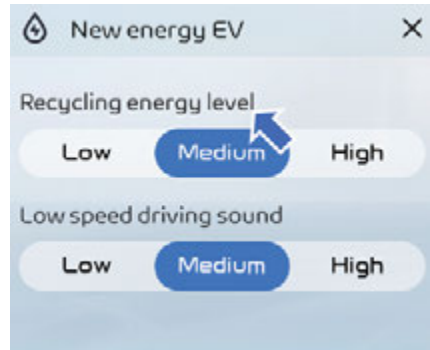 New energy EV
Recycling energy level
Low Medium High
Low speed driving sound
Low Medium High